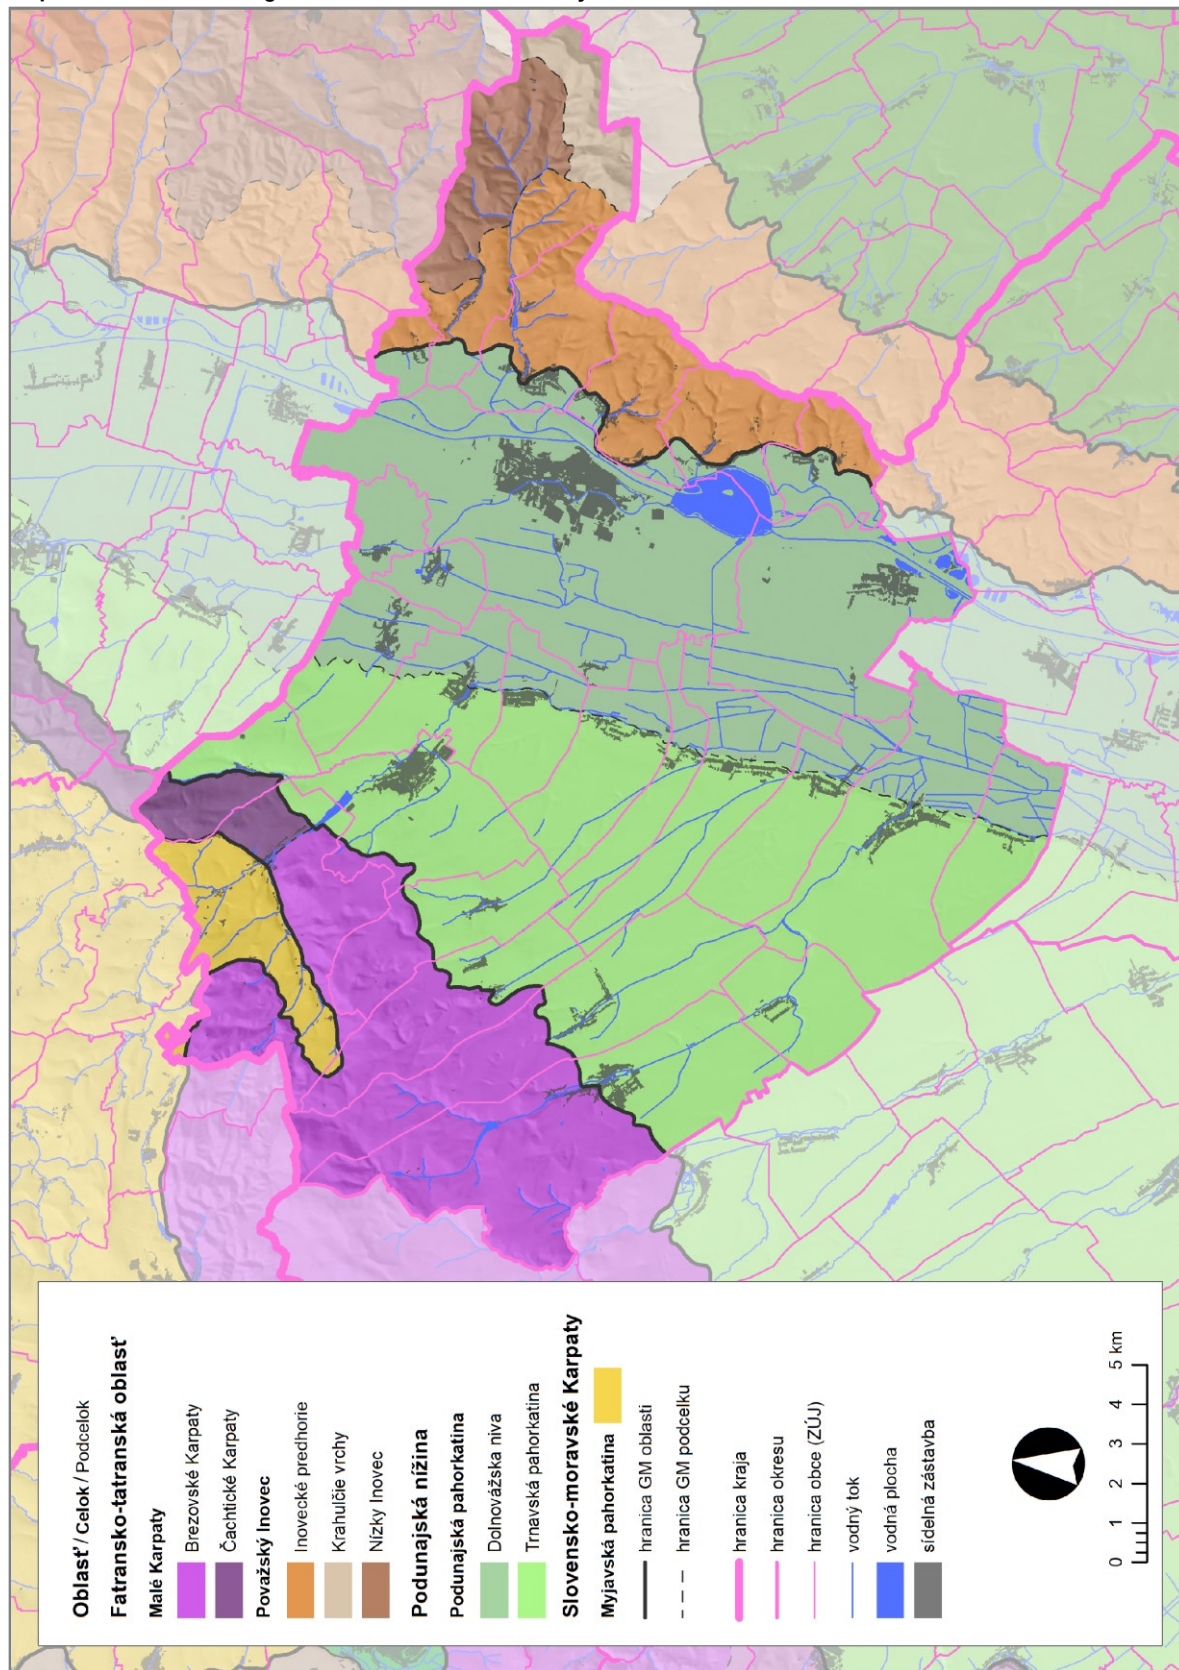 Oblasť / Celok / Podcelok
Fatransko-tatranská oblasť
Malé Karpaty
Brezovské Karpaty
Čachtické Karpaty
Považský Inovec
Inovecké predhorie
Krahulčie vrchy
Nízky Inovec
Podunajská nížina
Podunajská pahorkatina
Dolnovážska niva
Trnavská pahorkatina
Slovensko-moravské Karpaty
Myjavská pahorkatina
hranica GM oblasti
hranica GM podcelku
hranica kraja
hranica okresu
hranica obce (ZÚJ)
vodný tok
vodná plocha
sídelná zástavba
0 1 2 3 4 5 km